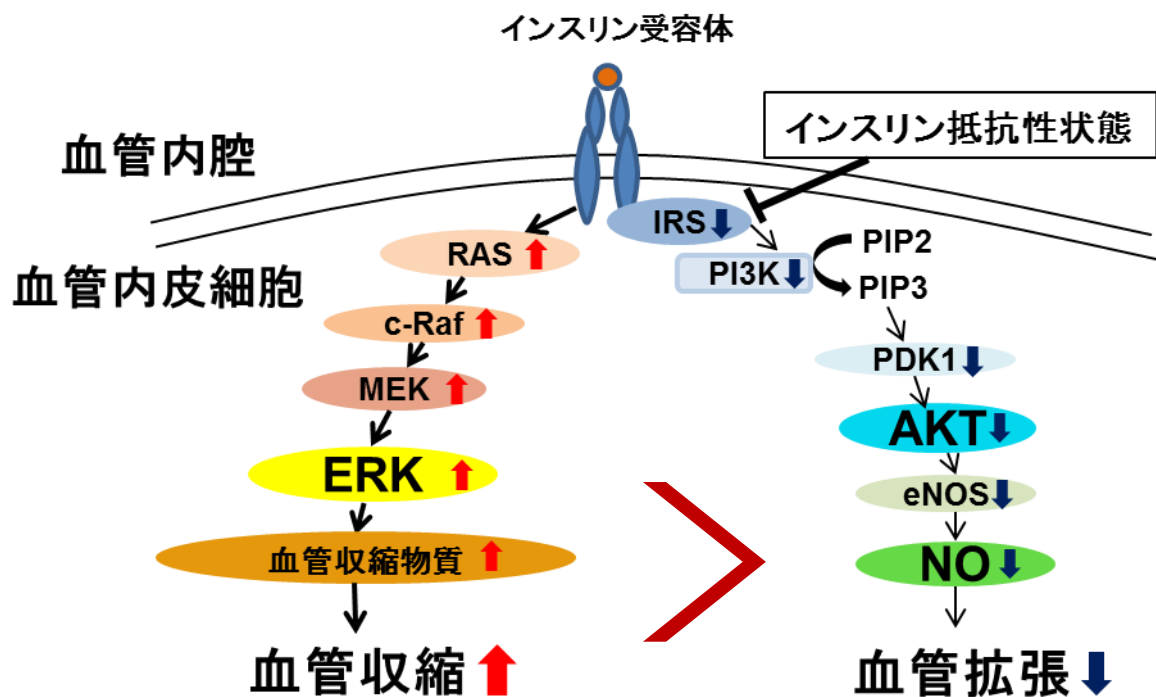 インスリン受容体
インスリン抵抗性状態
血管内腔
血管内皮細胞
RAS
c-Raf
MEK
ERK
血管収縮物質
血管収縮
IRS
PI3K
PIP2
PIP3
PDK1
AKT
eNOS
NO
血管拡張